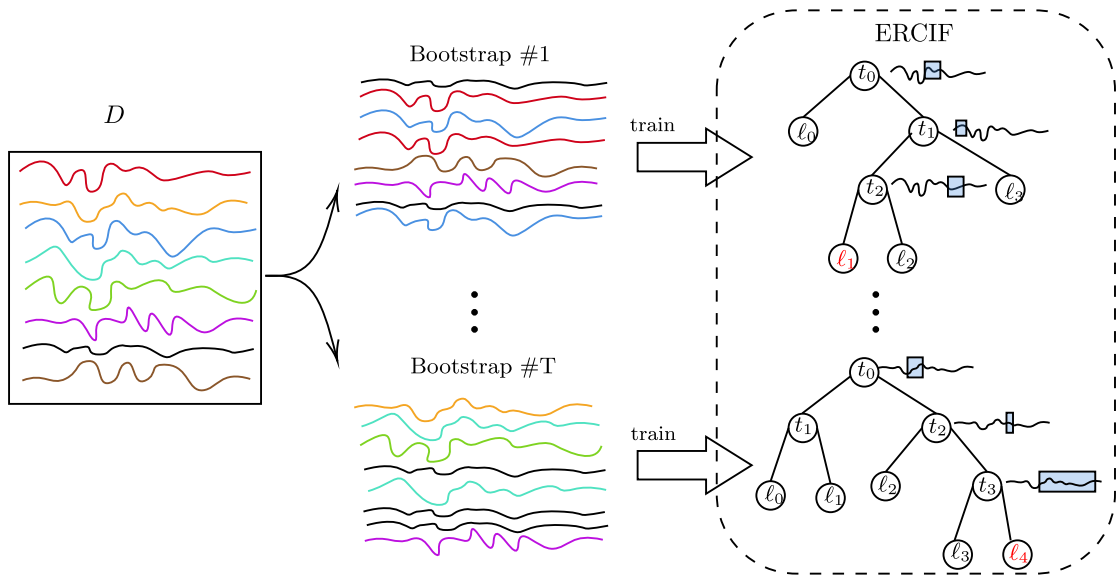 D
Bootstrap #1
train
ERCIF
t₀
ℓ₀
t₁
t₂
ℓ₃
ℓ₁
ℓ₂
Bootstrap #T
train
t₀
t₁
t₂
ℓ₀
ℓ₁
ℓ₂
t₃
ℓ₃
ℓ₄